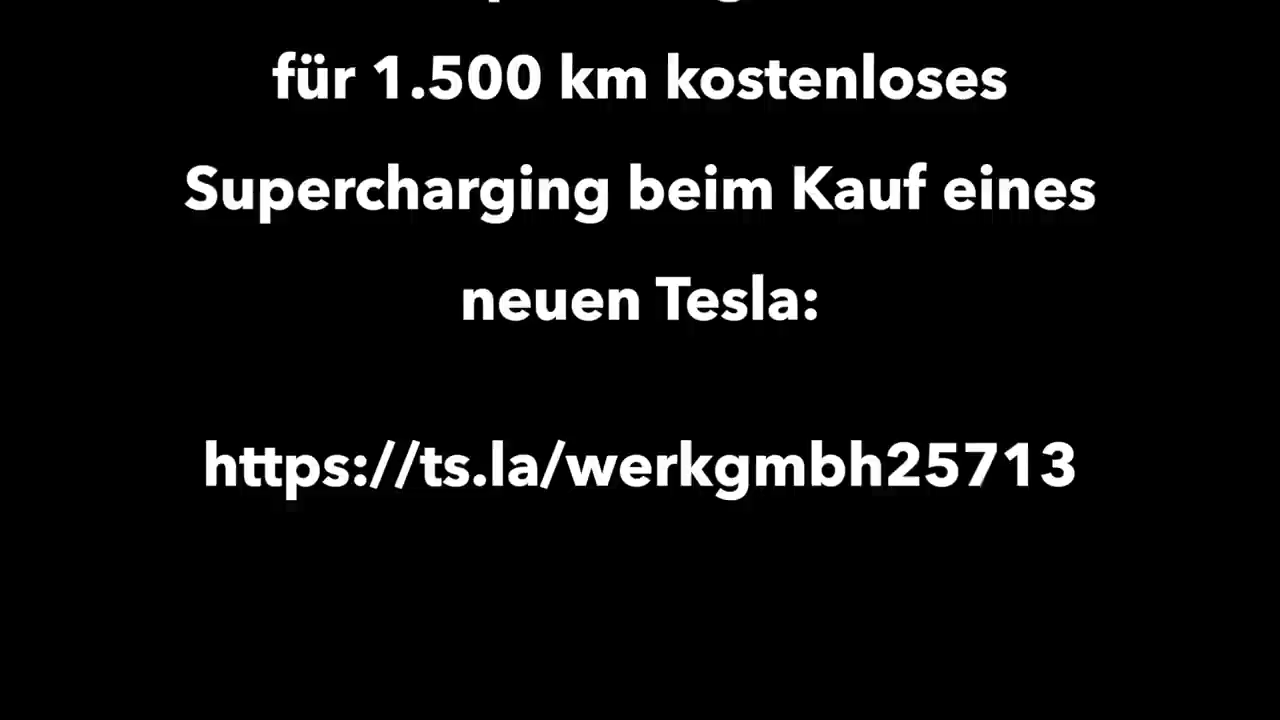 für 1.500 km kostenloses
Supercharging beim Kauf eines
neuen Tesla:
https://ts.la/werkgmbh25713